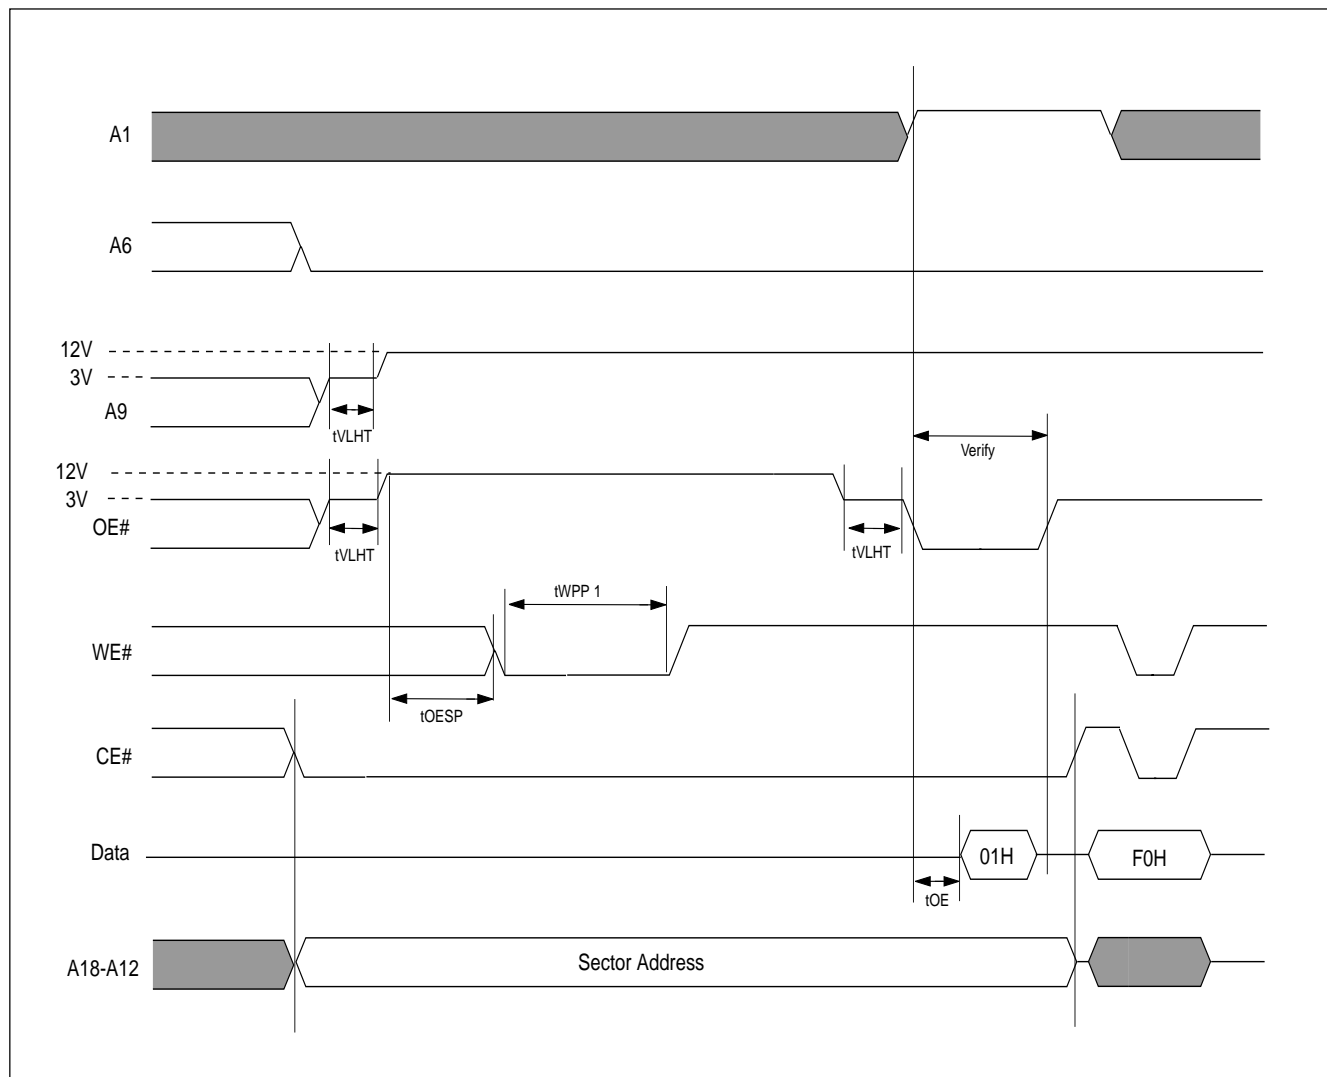 A1
A6
12V
3V
A9
tVLHT
Verify
12V
3V
OE#
tVLHT
tVLHT
tWPP 1
WE#
tOESP
CE#
Data
01H
F0H
tOE
A18-A12
Sector Address